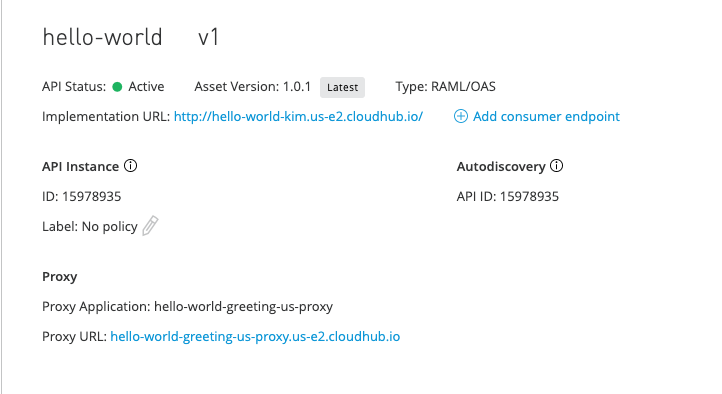 hello-world v1
API Status: Active Asset Version: 1.0.1 Latest Type: RAML/OAS
Implementation URL: http://hello-world-kim.us-e2.cloudhub.io/ Add consumer endpoint
API Instance Autodiscovery
ID: 15978935 API ID: 15978935
Label: No policy
Proxy
Proxy Application: hello-world-greeting-us-proxy
Proxy URL: hello-world-greeting-us-proxy.us-e2.cloudhub.io